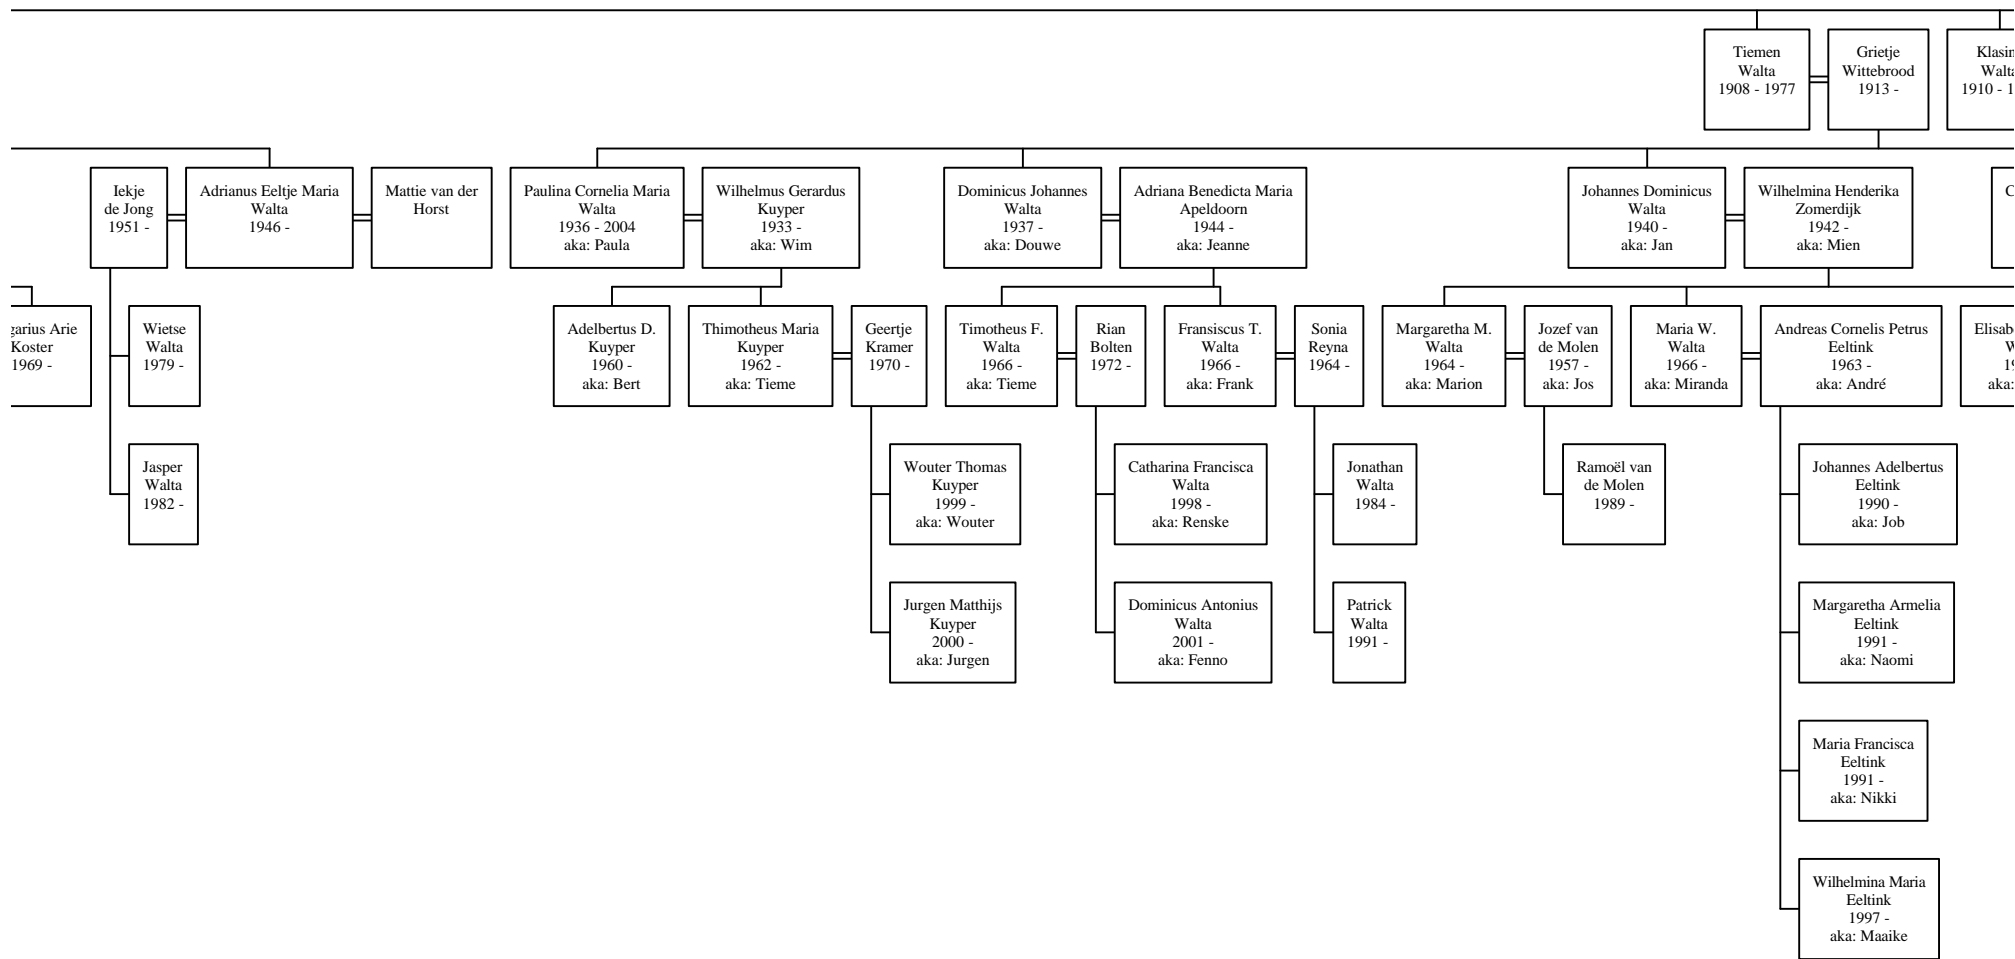 Tiemen
Walta
1908 - 1977
Grietje
Wittebrood
1913 -
Walta
1910 -
Iekje
de Jong
1951 -
Adrianus Eeltje Maria
Walta
1946 -
Mattie van der
Horst
Paulina Cornelia Maria
Walta
1936 - 2004
aka: Paula
Wilhelmus Gerardus
Kuyper
1933 -
aka: Wim
Dominicus Johannes
Walta
1937 -
aka: Douwe
Adriana Benedicta Maria
Apeldoorn
1944 -
aka: Jeanne
Johannes Dominicus
Walta
1940 -
aka: Jan
Wilhelmina Henderika
Zomerdijk
1942 -
aka: Mien
Arie
Koster
1969 -
Wietse
Walta
1979 -
Adelbertus D.
Kuyper
1960 -
aka: Bert
Thimotheus Maria
Kuyper
1962 -
aka: Tieme
Geertje
Kramer
1970 -
Timotheus F.
Walta
1966 -
aka: Tieme
Rian
Bolten
1972 -
Fransiscus T.
Walta
1966 -
aka: Frank
Sonia
Reyna
1964 -
Margaretha M.
Walta
1964 -
aka: Marion
Jozef van
de Molen
1957 -
aka: Jos
Maria W.
Walta
1966 -
aka: Miranda
Andreas Cornelis Petrus
Eeltink
1963 -
aka: André
aka:
Jasper
Walta
1982 -
Wouter Thomas
Kuyper
1999 -
aka: Wouter
Catharina Francisca
Walta
1998 -
aka: Renske
Jonathan
Walta
1984 -
Ramoël van
de Molen
1989 -
Johannes Adelbertus
Eeltink
1990 -
aka: Job
Jurgen Matthijs
Kuyper
2000 -
aka: Jurgen
Dominicus Antonius
Walta
2001 -
aka: Fenno
Patrick
Walta
1991 -
Margaretha Armelia
Eeltink
1991 -
aka: Naomi
Maria Francisca
Eeltink
1991 -
aka: Nikki
Wilhelmina Maria
Eeltink
1997 -
aka: Maaike